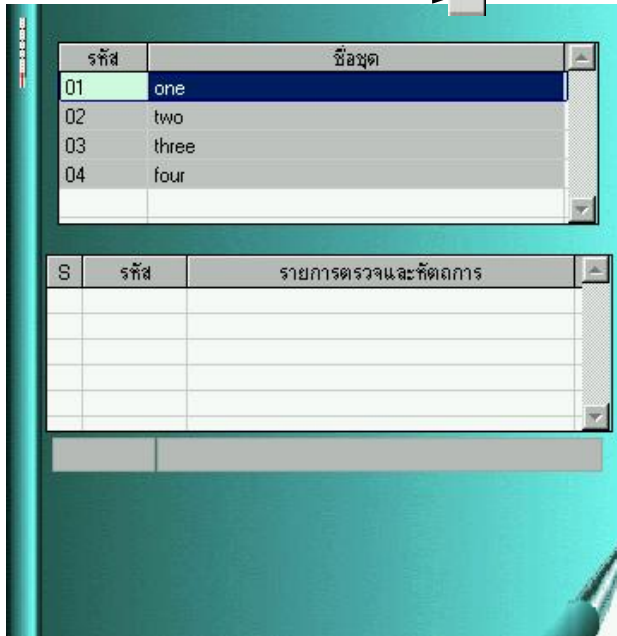 รหัส ชื่อชุด
01 one
02 two
03 three
04 four
S รหัส รายการตรวจและหัตถการ